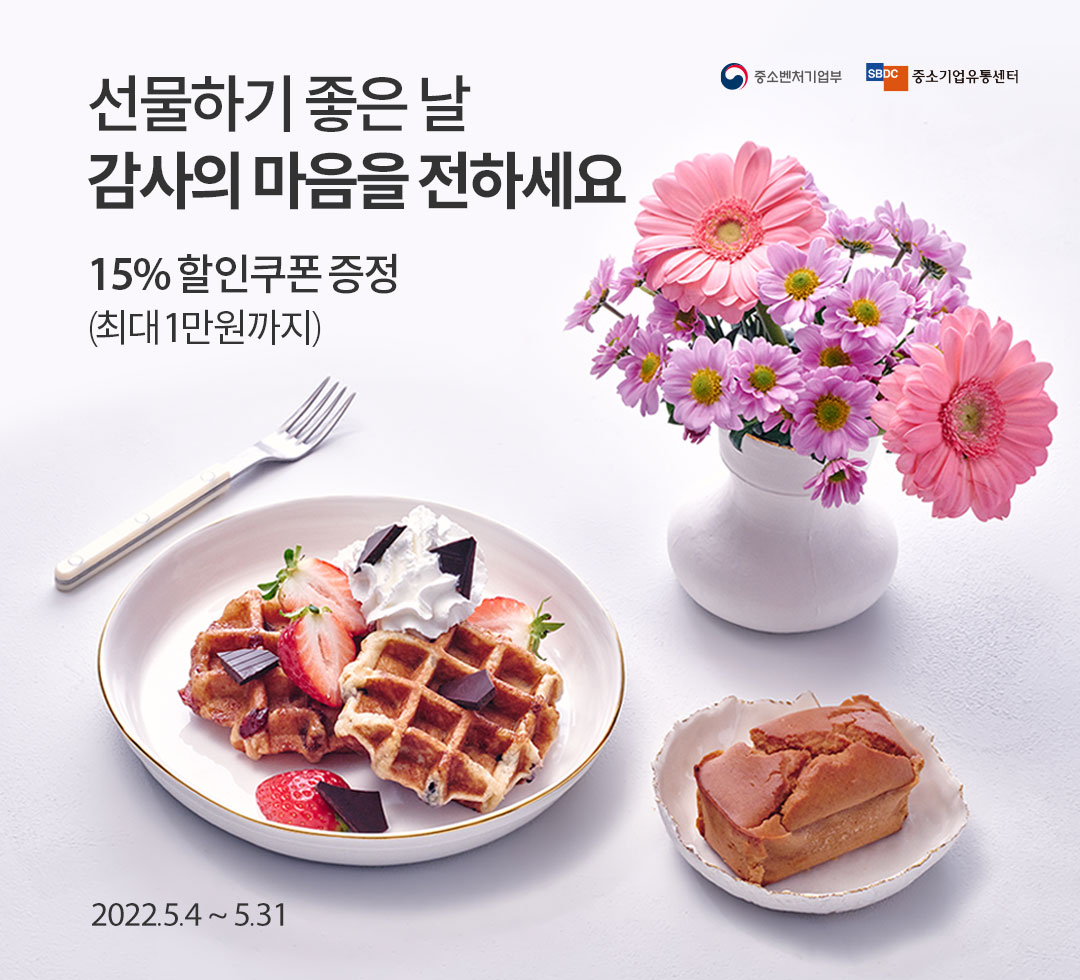 선물하기 좋은 날
감사의 마음을 전하세요
15% 할인쿠폰 증정
(최대 1만원까지)
중소벤처기업부
SBDC 중소기업유통센터
2022.5.4 ~ 5.31